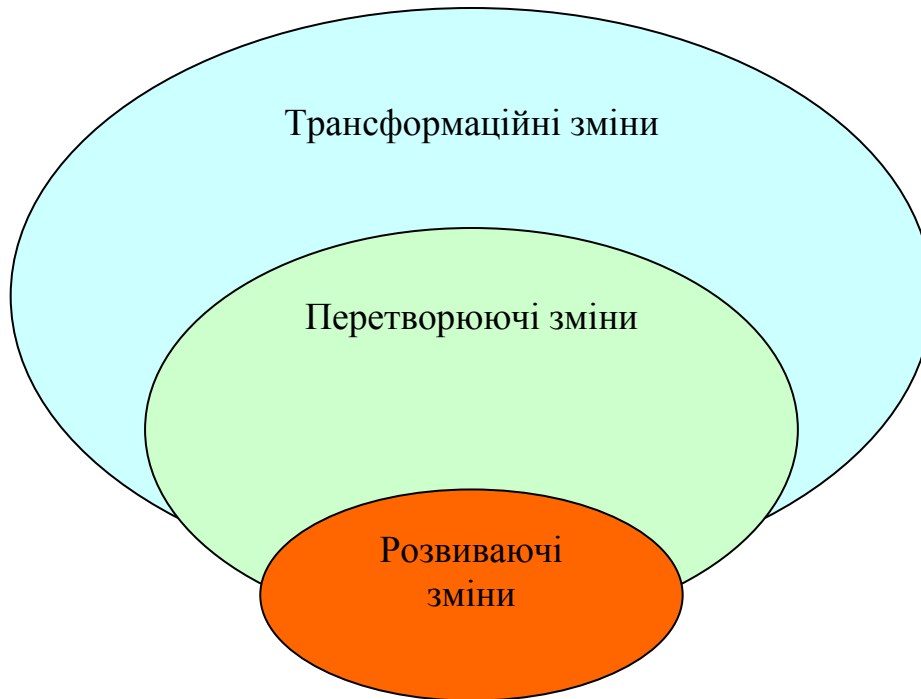 Трансформаційні зміни
Перетворюючі зміни
Розвиваючі
зміни